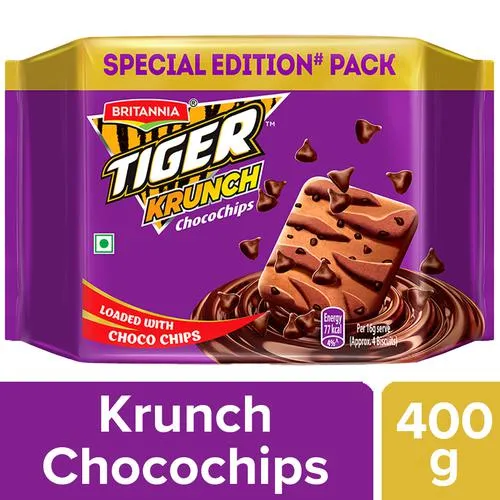 SPECIAL EDITION# PACK
BRITANNIA ®
TIGER™
KRUNCH
ChocoChips
LOADED WITH
CHOCO CHIPS
Energy
77 kcal
4%^
Per 16g serve
(Approx. 4 Biscuits)
Krunch
Chocochips
400
g